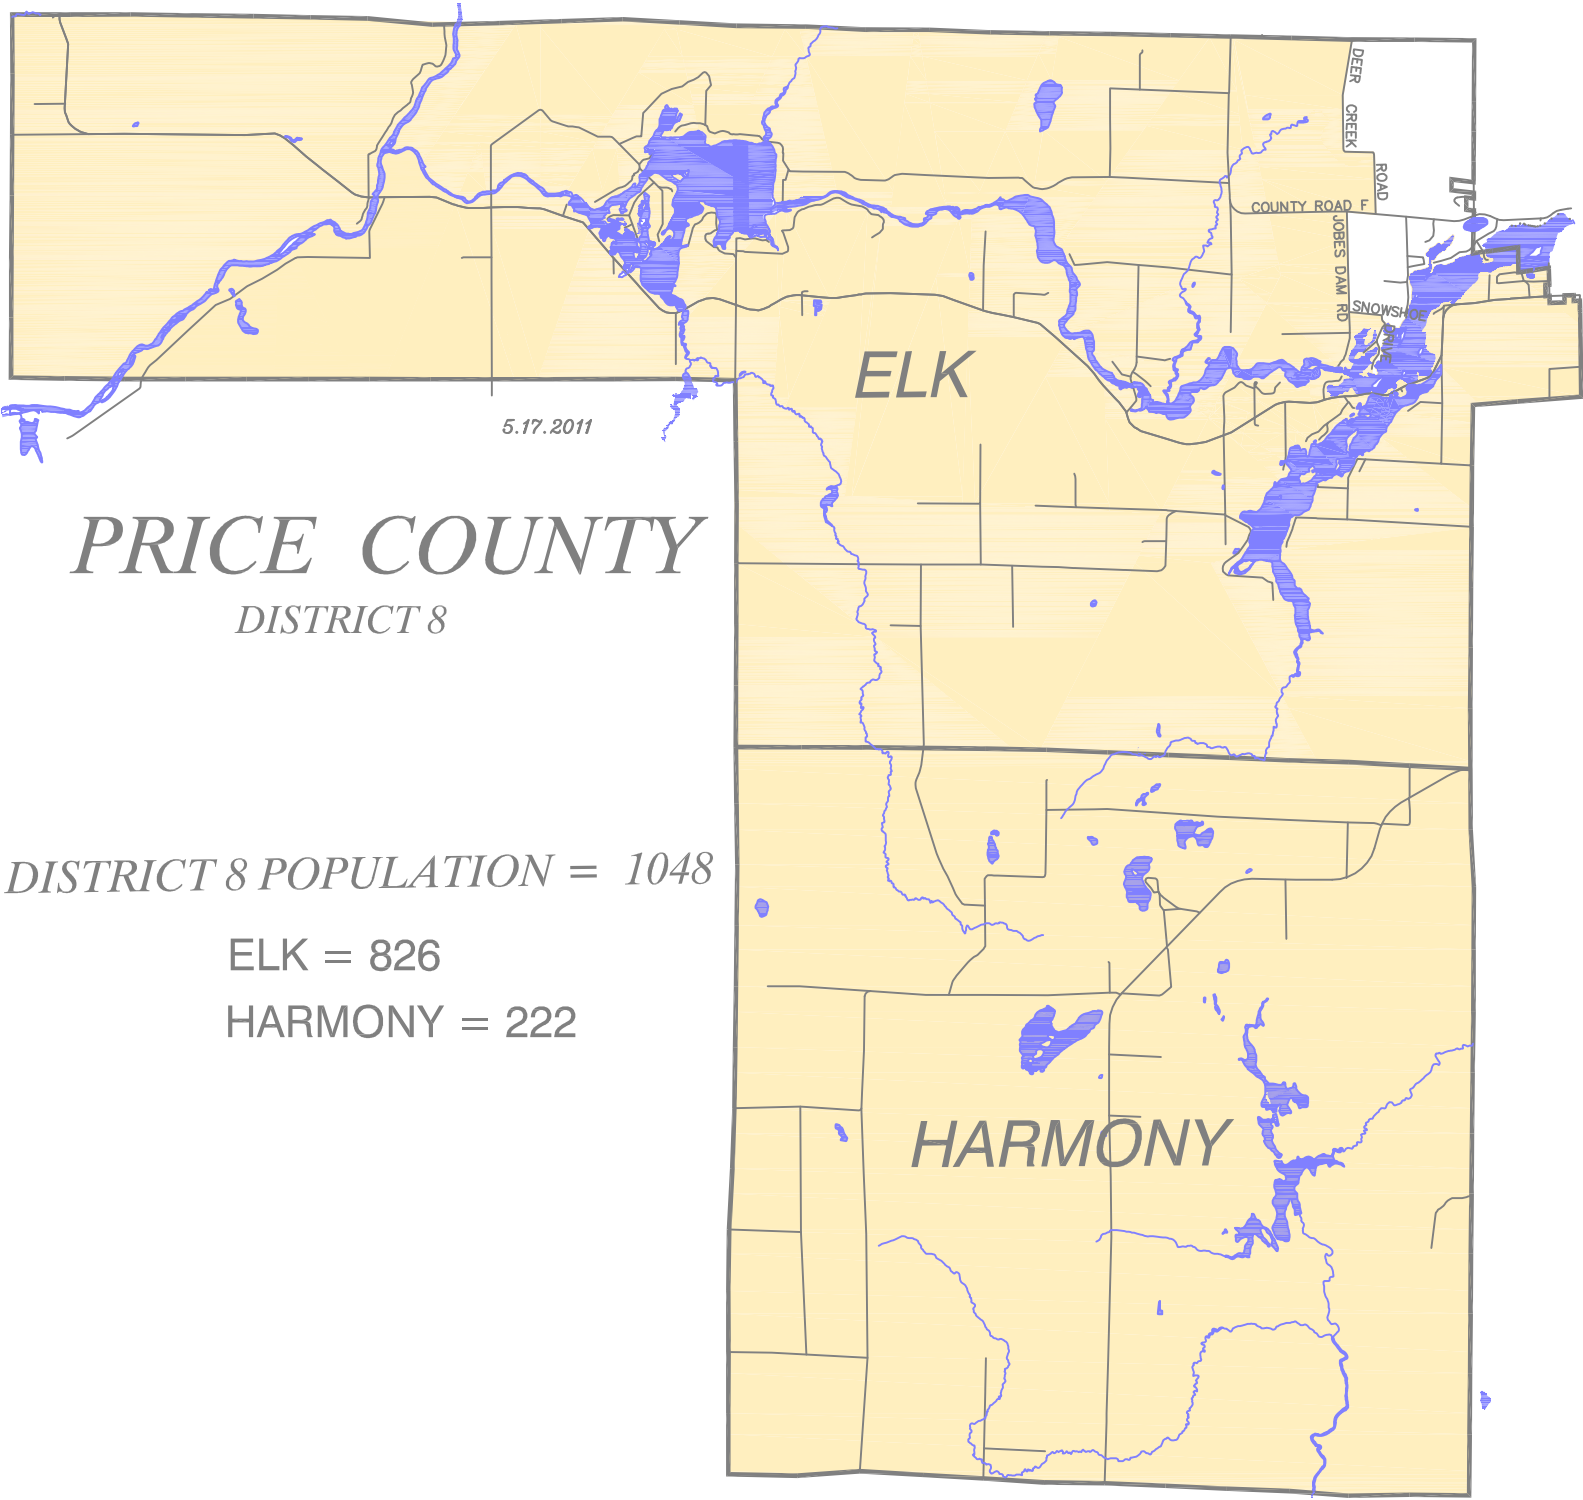 DEER
CREEK
ROAD
COUNTY ROAD F
JOBES DAM RD
SNOWSHOE
DRIVE
ELK
5.17.2011
PRICE COUNTY
DISTRICT 8
DISTRICT 8 POPULATION = 1048
ELK = 826
HARMONY = 222
HARMONY